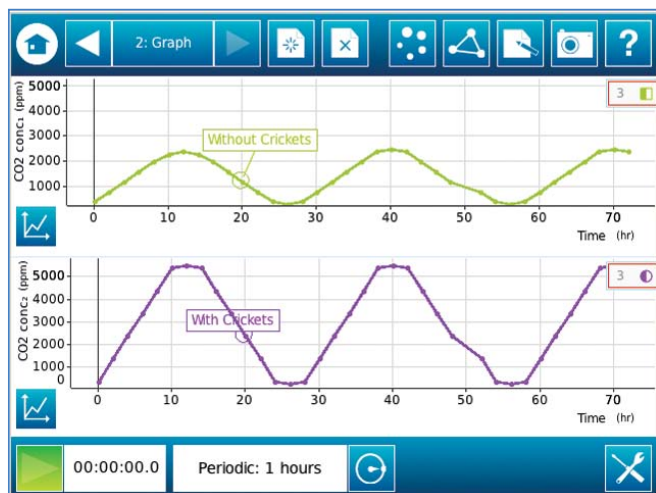 2: Graph
?
5000
4000
3000
2000
1000
CO2 conc₁ (ppm)
3
Without Crickets
0 10 20 30 40 50 60 70
Time (hr)
5000
4000
3000
2000
1000
0
CO2 conc₂ (ppm)
3
With Crickets
0 10 20 30 40 50 60 70
Time (hr)
00:00:00.0
Periodic: 1 hours